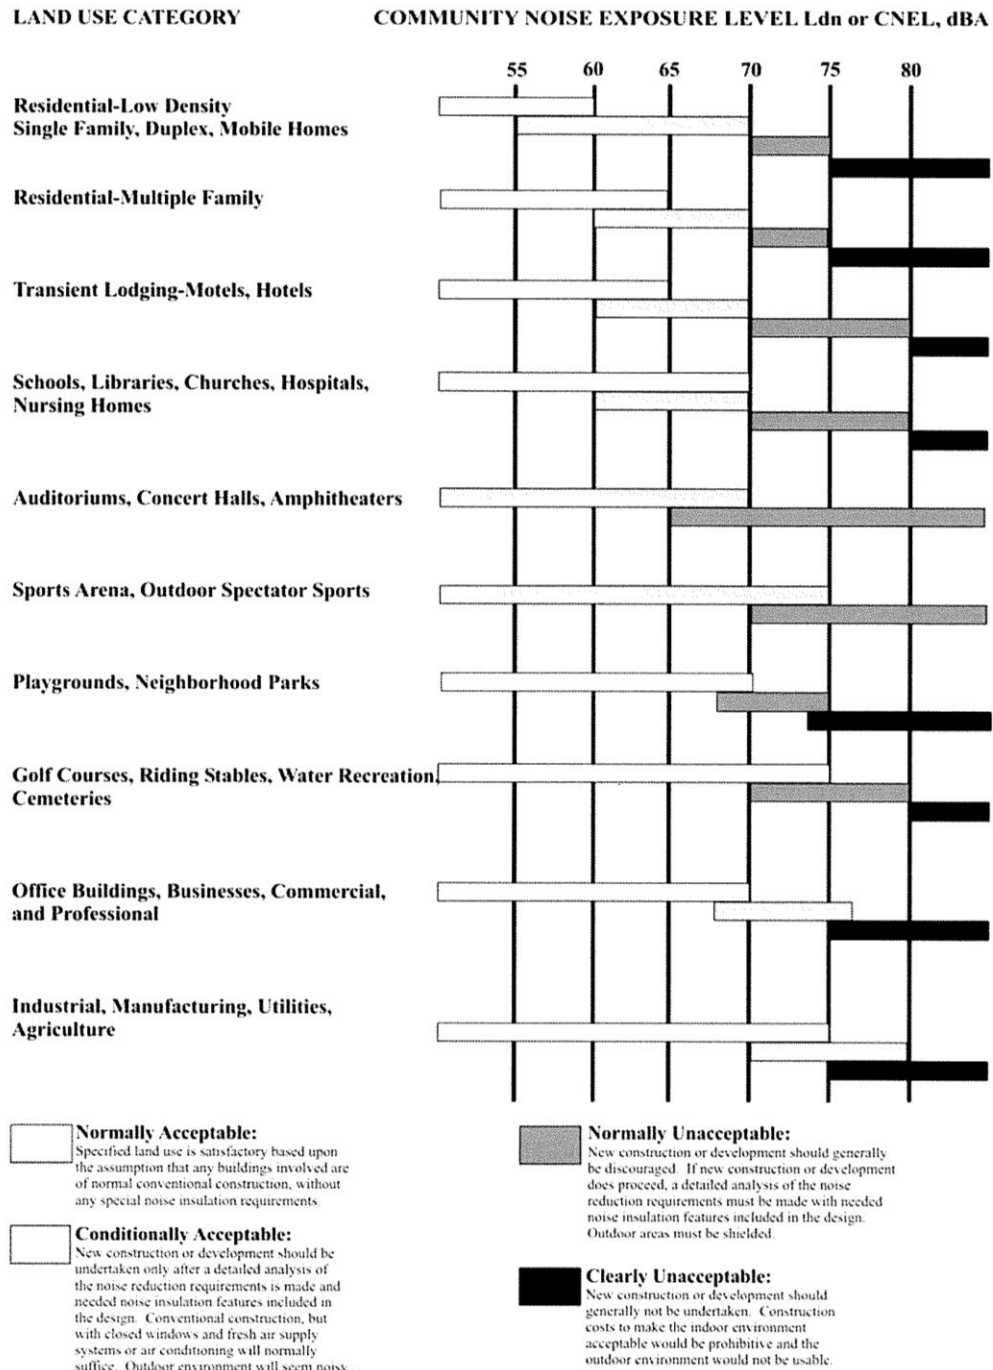 LAND USE CATEGORY
COMMUNITY NOISE EXPOSURE LEVEL Ldn or CNEL, dBA
55 60 65 70 75 80
Residential-Low Density
Single Family, Duplex, Mobile Homes
Residential-Multiple Family
Transient Lodging-Motels, Hotels
Schools, Libraries, Churches, Hospitals,
Nursing Homes
Auditoriums, Concert Halls, Amphitheaters
Sports Arena, Outdoor Spectator Sports
Playgrounds, Neighborhood Parks
Golf Courses, Riding Stables, Water Recreation,
Cemeteries
Office Buildings, Businesses, Commercial,
and Professional
Industrial, Manufacturing, Utilities,
Agriculture
Normally Acceptable:
Specified land use is satisfactory based upon
the assumption that any buildings involved are
of normal conventional construction, without
any special noise insulation requirements.
Conditionally Acceptable:
New construction or development should be
undertaken only after a detailed analysis of
the noise reduction requirements is made and
needed noise insulation features included in
the design. Conventional construction, but
with closed windows and fresh air supply
systems or air conditioning will normally
suffice. Outdoor environment will seem noisy.
Normally Unacceptable:
New construction or development should generally
be discouraged. If new construction or development
does proceed, a detailed analysis of the noise
reduction requirements must be made with needed
noise insulation features included in the design.
Outdoor areas must be shielded.
Clearly Unacceptable:
New construction or development should
generally not be undertaken. Construction
costs to make the indoor environment
acceptable would be prohibitive and the
outdoor environment would not be usable.